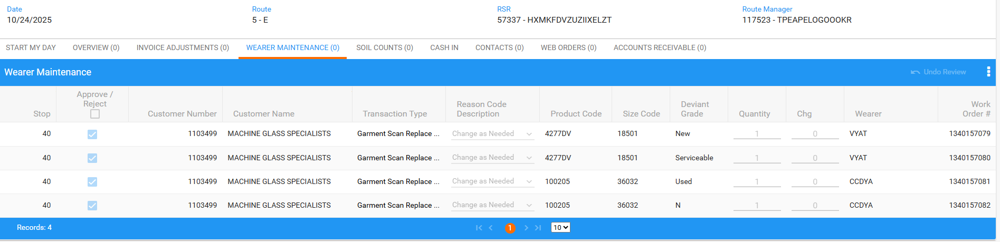 Date Route RSR Route Manager
10/24/2025 5 - E 57337 - HXMKFDVZUZIIXELZT 117523 - TPEAPELOGOOOKR
START MY DAY OVERVIEW (0) INVOICE ADJUSTMENTS (0) WEARER MAINTENANCE (0) SOIL COUNTS (0) CASH IN CONTACTS (0) WEB ORDERS (0) ACCOUNTS RECEIVABLE (0)
Wearer Maintenance Undo Review
Stop Approve / Reject Customer Number Customer Name Transaction Type Reason Code Description Product Code Size Code Deviant Grade Quantity Chg Wearer Work Order #
40 1103499 MACHINE GLASS SPECIALISTS Garment Scan Replace ... Change as Needed 4277DV 18501 New 1 0 VYAT 1340157079
40 1103499 MACHINE GLASS SPECIALISTS Garment Scan Replace ... Change as Needed 4277DV 18501 Serviceable 1 0 VYAT 1340157080
40 1103499 MACHINE GLASS SPECIALISTS Garment Scan Replace ... Change as Needed 100205 36032 Used 1 0 CCDYA 1340157081
40 1103499 MACHINE GLASS SPECIALISTS Garment Scan Replace ... Change as Needed 100205 36032 N 1 0 CCDYA 1340157082
Records: 4 1 10